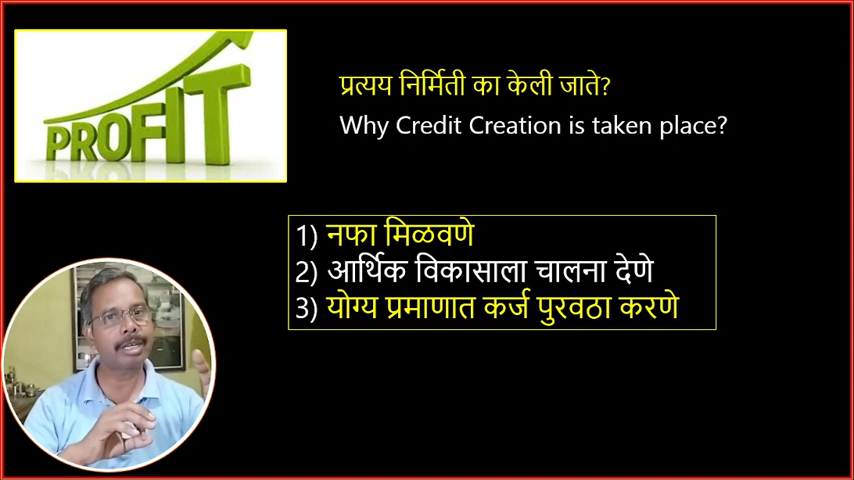 PROFIT
प्रत्यय निर्मिती का केली जाते?
Why Credit Creation is taken place?
1) नफा मिळवणे
2) आर्थिक विकासाला चालना देणे
3) योग्य प्रमाणात कर्ज पुरवठा करणे